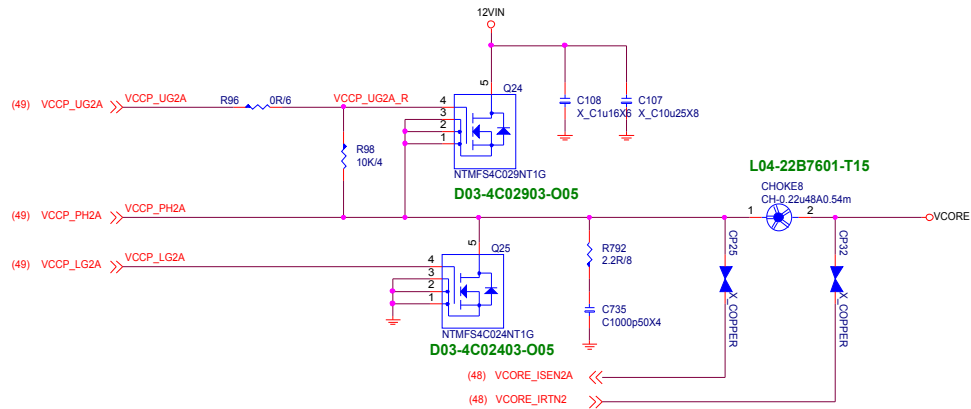 12VIN
5 Q24
(49) VCCP_UG2A VCCP_UG2A R96 0R/6 VCCP_UG2A_R 4
3
2
1
C108
X_C1u16X6
C107
X_C10u25X8
R98
10K/4
NTMFS4C029NT1G
D03-4C02903-O05
L04-22B7601-T15
CHOKE8
CH-0.22u48A0.54m
(49) VCCP_PH2A VCCP_PH2A 1 2 VCORE
5 Q25
(49) VCCP_LG2A VCCP_LG2A 4
3
2
1
R792
2.2R/8
CP25
X_COPPER
CP32
X_COPPER
C735
C1000p50X4
NTMFS4C024NT1G
D03-4C02403-O05
(48) VCORE_ISEN2A
(48) VCORE_IRTN2